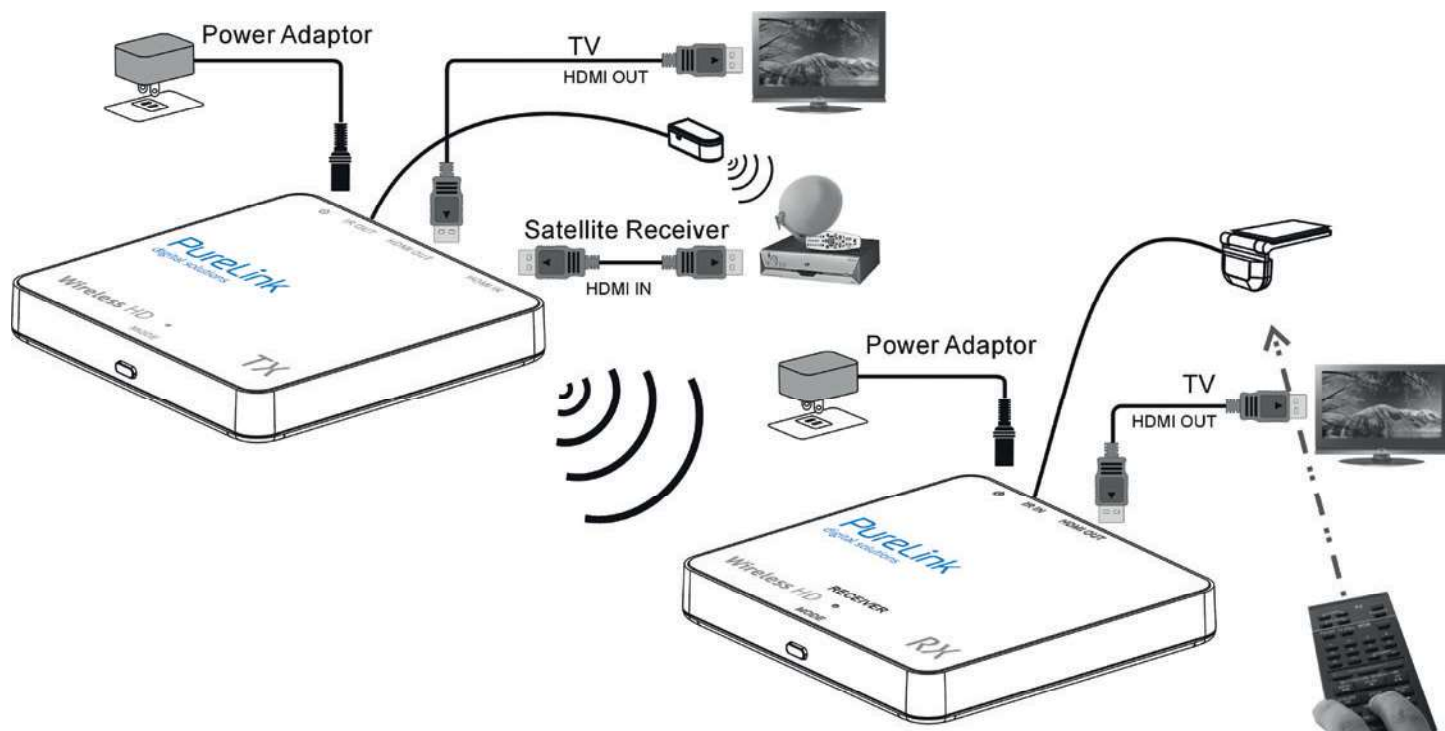 Power Adaptor
TV
HDMI OUT
Satellite Receiver
HDMI IN
IR OUT
HDMI OUT
HDMI IN
PureLink
digital solutions
Wireless HD
MODE
TX
Power Adaptor
TV
HDMI OUT
IR IN
HDMI OUT
PureLink
digital solutions
Wireless HD
RECEIVER
MODE
RX